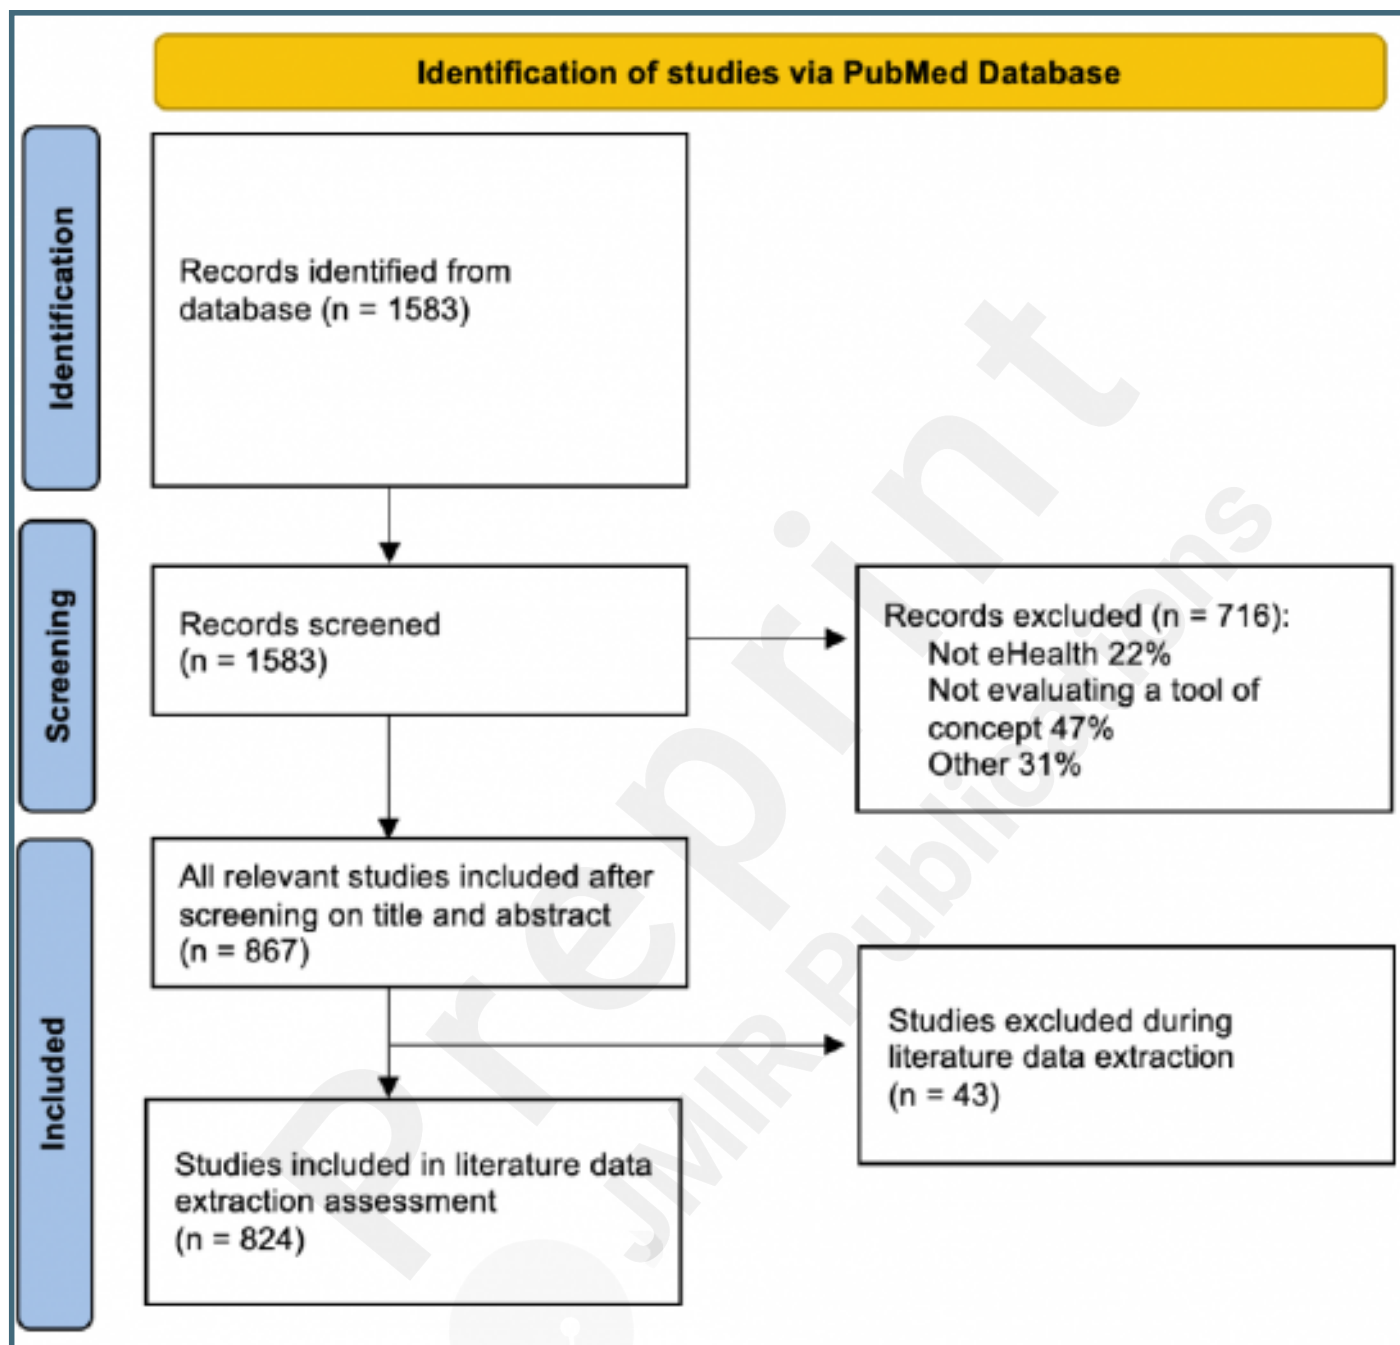 Identification of studies via PubMed Database
Identification
Records identified from
database (n = 1583)
Screening
Records screened
(n = 1583)
Records excluded (n = 716):
Not eHealth 22%
Not evaluating a tool of
concept 47%
Other 31%
Included
All relevant studies included after
screening on title and abstract
(n = 867)
Studies excluded during
literature data extraction
(n = 43)
Studies included in literature data
extraction assessment
(n = 824)
Preprint
JMIR Publications